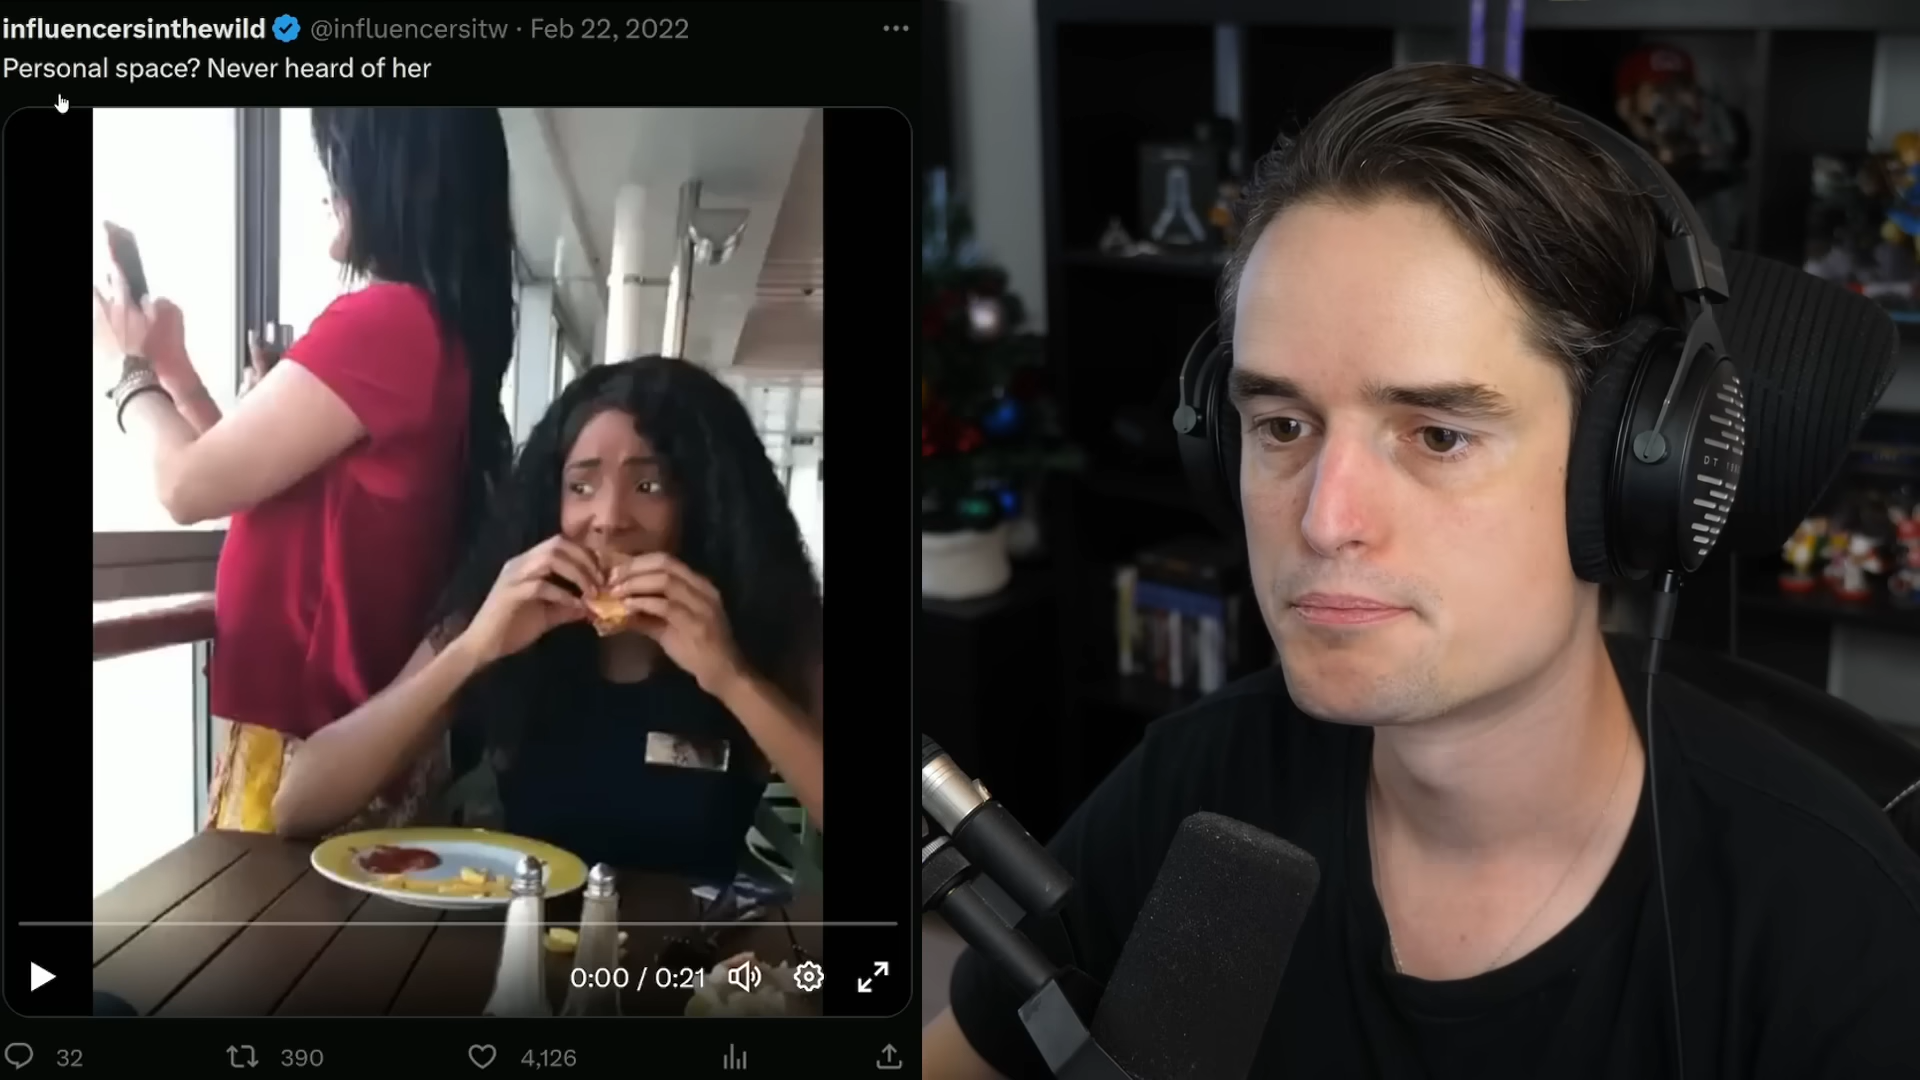 influencersinthewild @influencersitw · Feb 22, 2022
Personal space? Never heard of her
0:00 / 0:21
32 390 4,126